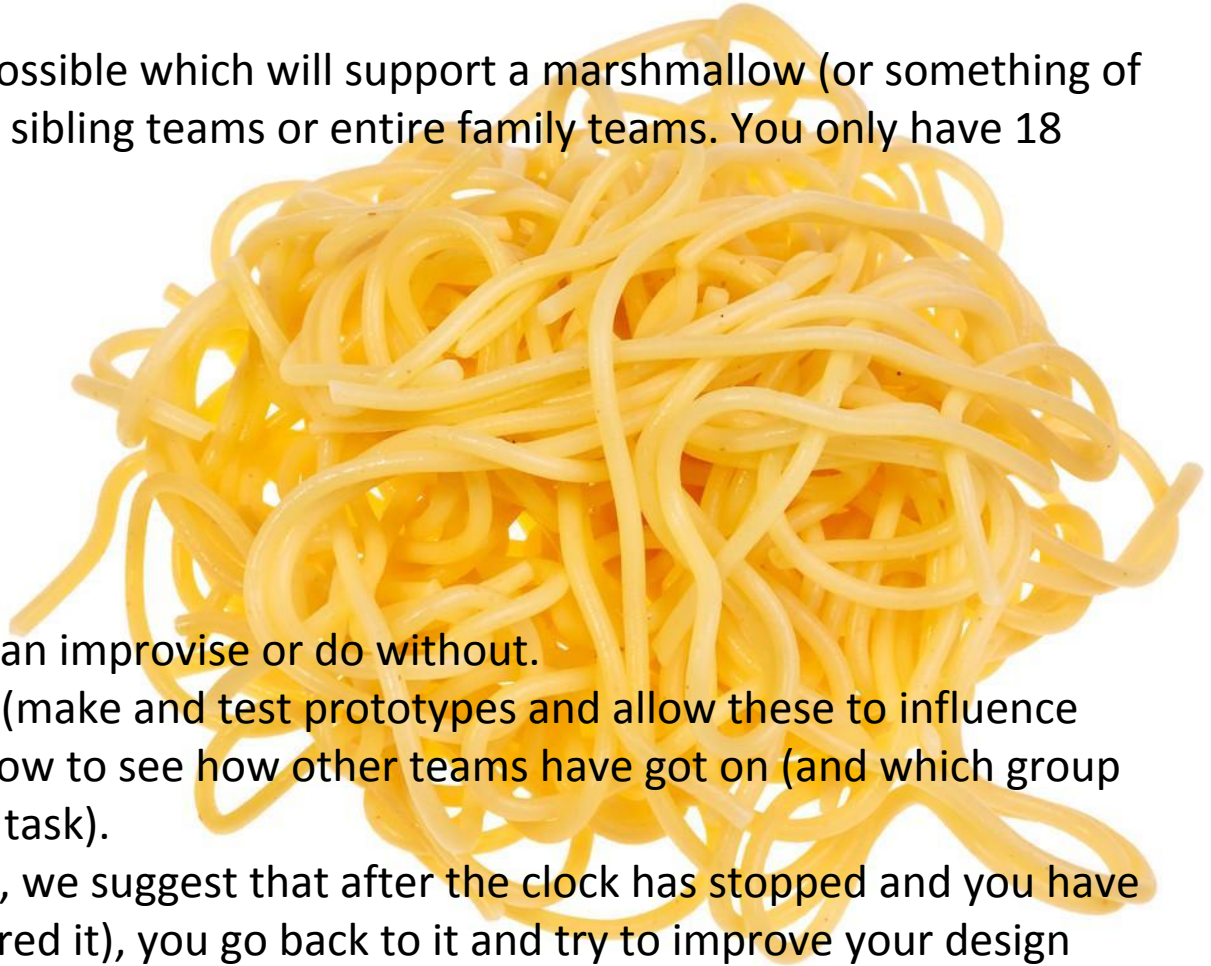 ossible which will support a marshmallow (or something of
sibling teams or entire family teams. You only have 18
an improvise or do without.
(make and test prototypes and allow these to influence
ow to see how other teams have got on (and which group
task).
, we suggest that after the clock has stopped and you have
red it), you go back to it and try to improve your design